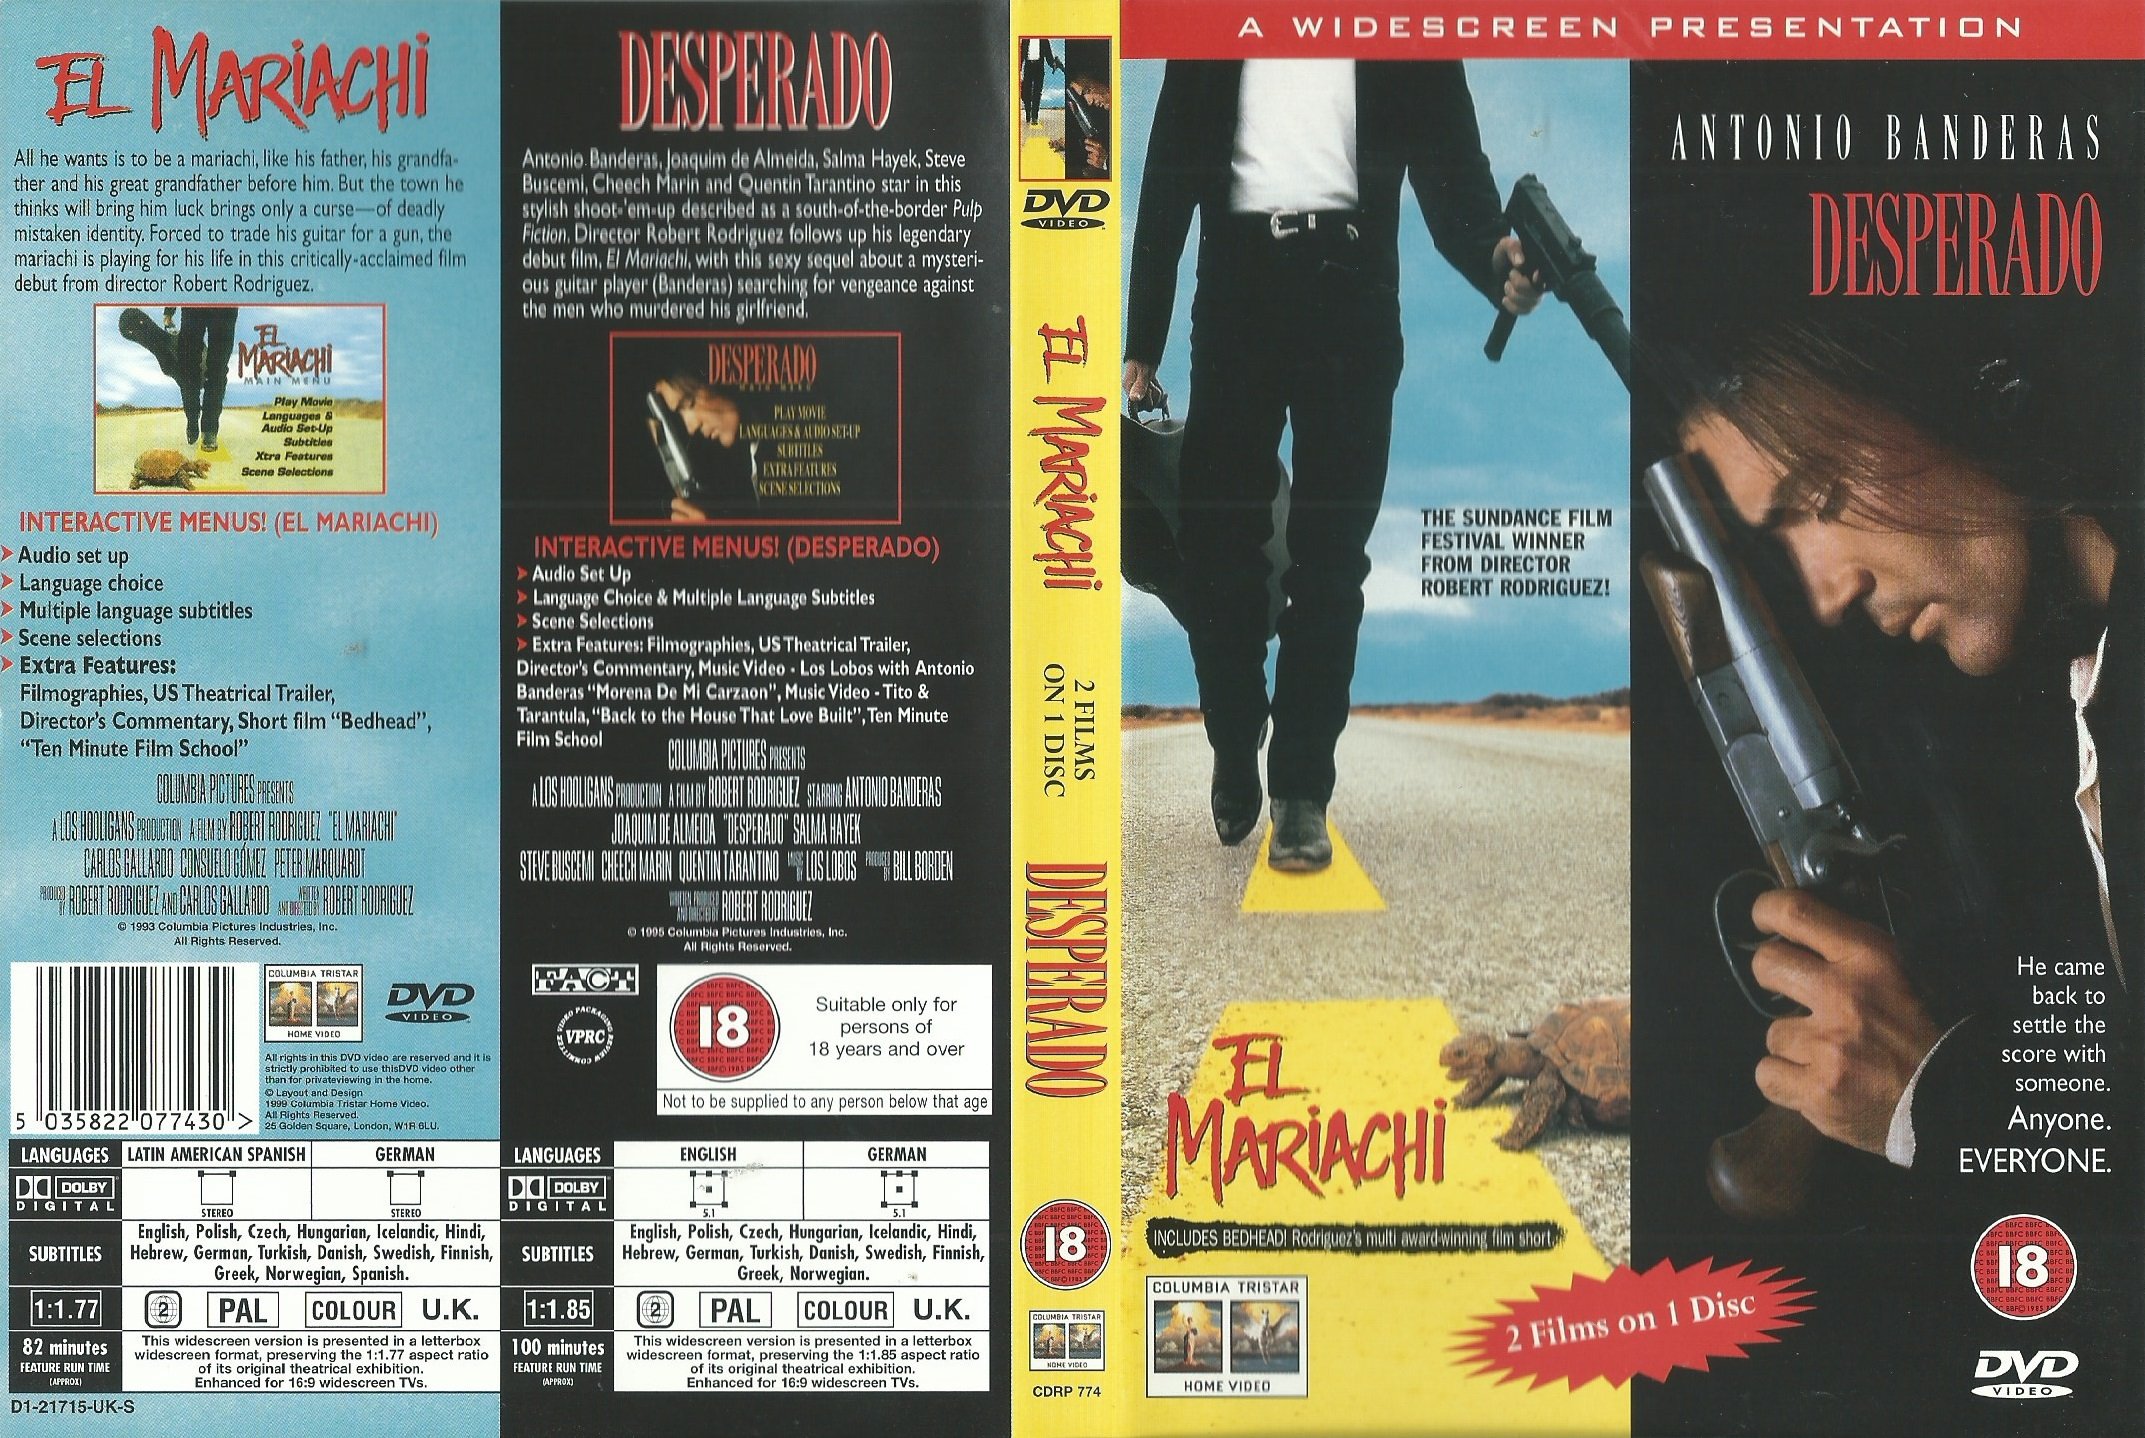 EL MARIACHI
All he wants is to be a mariachi, like his father, his grandfa-
ther and his great grandfather before him. But the town he
thinks will bring him luck brings only a curse—of deadly
mistaken identity. Forced to trade his guitar for a gun, the
mariachi is playing for his life in this critically-acclaimed film
debut from director Robert Rodriguez.
EL
MARIACHI
MAIN MENU
Play Movie
Languages &
Audio Set-Up
Subtitles
Xtra Features
Scene Selections
INTERACTIVE MENUS! (EL MARIACHI)
Audio set up
Language choice
Multiple language subtitles
Scene selections
Extra Features:
Filmographies, US Theatrical Trailer,
Director's Commentary, Short film "Bedhead",
"Ten Minute Film School"
COLUMBIA PICTURES PRESENTS
A LOS HOOLIGANS PRODUCTION A FILM BY ROBERT RODRIGUEZ "EL MARIACHI"
CARLOS GALLARDO CONSUELO GÓMEZ PETER MARQUARDT
PRODUCED BY ROBERT RODRIGUEZ AND CARLOS GALLARDO WRITTEN AND DIRECTED BY ROBERT RODRIGUEZ
© 1993 Columbia Pictures Industries, Inc.
All Rights Reserved.
5 035822 077430 >
COLUMBIA TRISTAR
HOME VIDEO
DVD
VIDEO
All rights in this DVD video are reserved and it is
strictly prohibited to use thisDVD video other
than for privateviewing in the home.
© Layout and Design
1999 Columbia Tristar Home Video.
All Rights Reserved.
25 Golden Square, London, W1R 6LU.
LANGUAGES LATIN AMERICAN SPANISH GERMAN
DOLBY
DIGITAL
STEREO STEREO
SUBTITLES
English, Polish, Czech, Hungarian, Icelandic, Hindi,
Hebrew, German, Turkish, Danish, Swedish, Finnish,
Greek, Norwegian, Spanish.
1:1.77 2 PAL COLOUR U.K.
82 minutes
FEATURE RUN TIME
(APPROX)
This widescreen version is presented in a letterbox
widescreen format, preserving the 1:1.77 aspect ratio
of its original theatrical exhibition.
Enhanced for 16:9 widescreen TVs.
D1-21715-UK-S
DESPERADO
Antonio Banderas, Joaquim de Almeida, Salma Hayek, Steve
Buscemi, Cheech Marin and Quentin Tarantino star in this
stylish shoot-'em-up described as a south-of-the-border Pulp
Fiction. Director Robert Rodriguez follows up his legendary
debut film, El Mariachi, with this sexy sequel about a mysteri-
ous guitar player (Banderas) searching for vengeance against
the men who murdered his girlfriend.
DESPERADO
MAIN MENU
PLAY MOVIE
LANGUAGES & AUDIO SET-UP
SUBTITLES
EXTRA FEATURES
SCENE SELECTIONS
INTERACTIVE MENUS! (DESPERADO)
Audio Set Up
Language Choice & Multiple Language Subtitles
Scene Selections
Extra Features: Filmographies, US Theatrical Trailer,
Director's Commentary, Music Video - Los Lobos with Antonio
Banderas "Morena De Mi Carzaon", Music Video - Tito &
Tarantula, "Back to the House That Love Built", Ten Minute
Film School
COLUMBIA PICTURES PRESENTS
A LOS HOOLIGANS PRODUCTION A FILM BY ROBERT RODRIGUEZ STARRING ANTONIO BANDERAS
JOAQUIM DE ALMEIDA "DESPERADO" SALMA HAYEK
STEVE BUSCEMI CHEECH MARIN QUENTIN TARANTINO MUSIC BY LOS LOBOS PRODUCED BY BILL BORDEN
WRITTEN, PRODUCED AND DIRECTED BY ROBERT RODRIGUEZ
© 1995 Columbia Pictures Industries, Inc.
All Rights Reserved.
FACT
VIDEO PACKAGING REVIEW COMMITTEE
VPRC
18
Suitable only for
persons of
18 years and over
Not to be supplied to any person below that age
LANGUAGES ENGLISH GERMAN
DOLBY
DIGITAL
5.1 5.1
SUBTITLES
English, Polish, Czech, Hungarian, Icelandic, Hindi,
Hebrew, German, Turkish, Danish, Swedish, Finnish,
Greek, Norwegian.
1:1.85 2 PAL COLOUR U.K.
100 minutes
FEATURE RUN TIME
(APPROX)
This widescreen version is presented in a letterbox
widescreen format, preserving the 1:1.85 aspect ratio
of its original theatrical exhibition.
Enhanced for 16:9 widescreen TVs.
DVD
VIDEO
EL MARIACHI
2 FILMS
ON 1 DISC
DESPERADO
18
COLUMBIA TRISTAR
HOME VIDEO
CDRP 774
A WIDESCREEN PRESENTATION
THE SUNDANCE FILM
FESTIVAL WINNER
FROM DIRECTOR
ROBERT RODRIGUEZ!
EL
MARIACHI
INCLUDES BEDHEAD! Rodriguez's multi award-winning film short
COLUMBIA TRISTAR
HOME VIDEO
2 Films on 1 Disc
ANTONIO BANDERAS
DESPERADO
He came
back to
settle the
score with
someone.
Anyone.
EVERYONE.
18
DVD
VIDEO